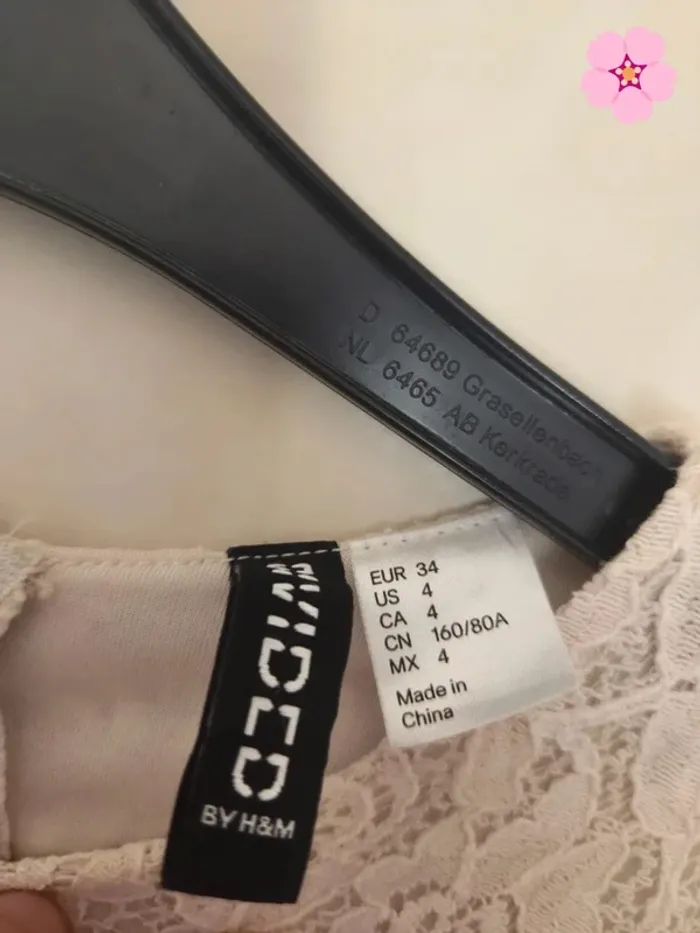 D 64689 Grasellenbach
NL 6465 AB Kerkrade
DIVIDED
BY H&M
EUR 34
US 4
CA 4
CN 160/80A
MX 4
Made in
China